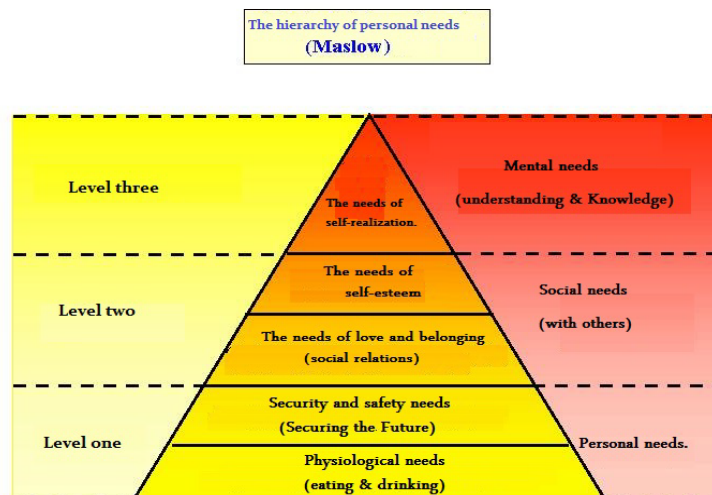 The hierarchy of personal needs
(Maslow)
Level three
The needs of
self-realization.
Mental needs
(understanding & Knowledge)
Level two
The needs of
self-esteem
The needs of love and belonging
(social relations)
Social needs
(with others)
Level one
Security and safety needs
(Securing the Future)
Physiological needs
(eating & drinking)
Personal needs.